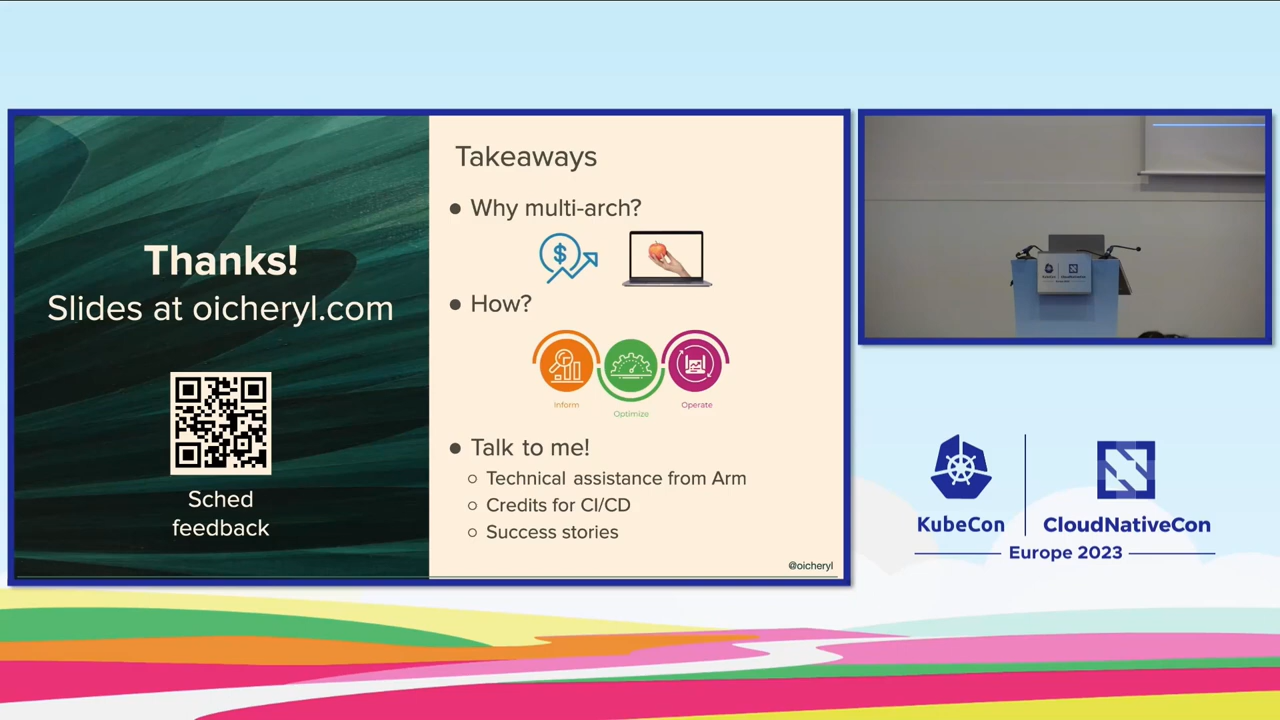 Thanks!
Slides at oicheryl.com
Sched
feedback
Takeaways
● Why multi-arch?
● How?
Inform
Optimize
Operate
● Talk to me!
○ Technical assistance from Arm
○ Credits for CI/CD
○ Success stories
@oicheryl
KubeCon
CloudNativeCon
Europe 2023